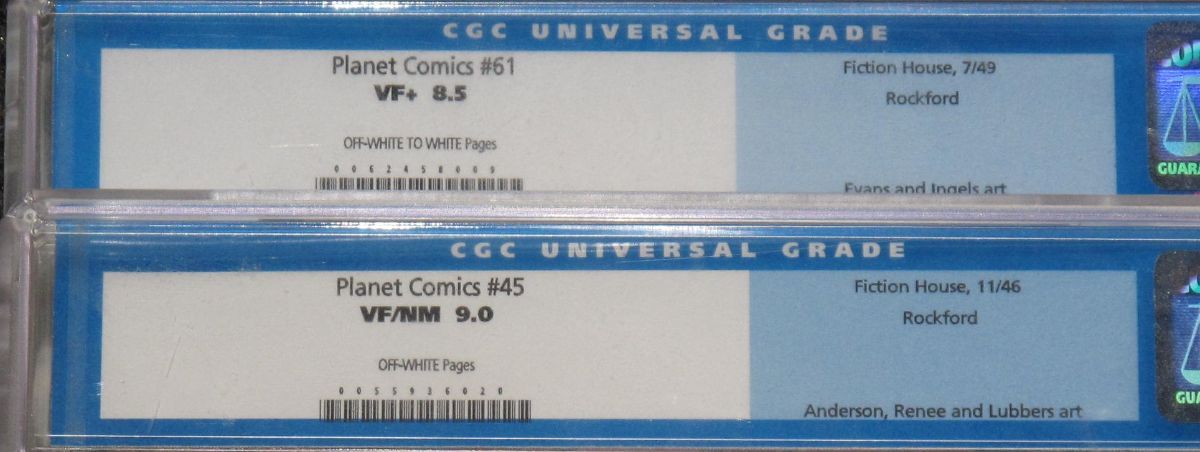 CGC UNIVERSAL GRADE
Planet Comics #61
VF+ 8.5
OFF-WHITE TO WHITE Pages
0062458009
Fiction House, 7/49
Rockford
Evans and Ingels art
CGC UNIVERSAL GRADE
Planet Comics #45
VF/NM 9.0
OFF-WHITE Pages
0055936020
Fiction House, 11/46
Rockford
Anderson, Renee and Lubbers art